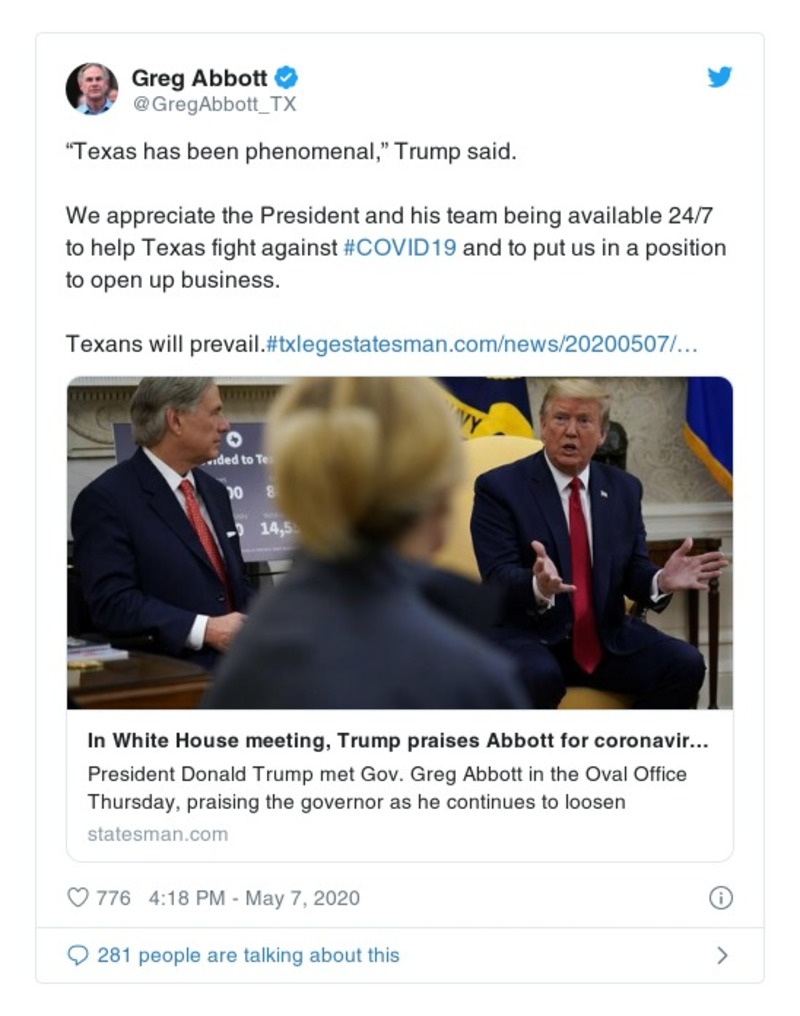 Greg Abbott
@GregAbbott_TX
“Texas has been phenomenal,” Trump said.
We appreciate the President and his team being available 24/7
to help Texas fight against #COVID19 and to put us in a position
to open up business.
Texans will prevail.#txlegestatesman.com/news/20200507/…
NAVY
vided to Te
00 8
0 14,5
In White House meeting, Trump praises Abbott for coronavir…
President Donald Trump met Gov. Greg Abbott in the Oval Office
Thursday, praising the governor as he continues to loosen
statesman.com
776 4:18 PM - May 7, 2020
281 people are talking about this